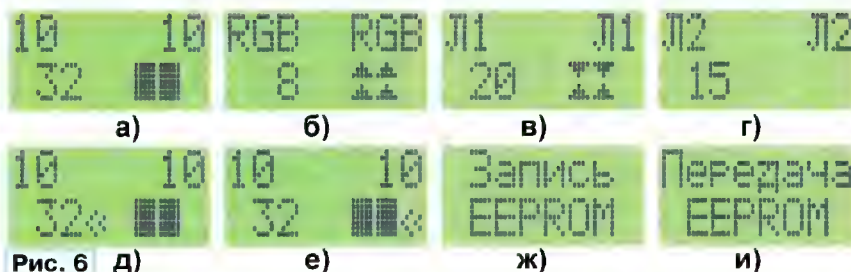 10 10 RGB RGB Л1 Л1 Л2 Л2
32 8 20 15
а) б) в) г)
10 10 10 10 Запись Передача
32 32 EEPROM EEPROM
Рис. 6 д) е) ж) и)